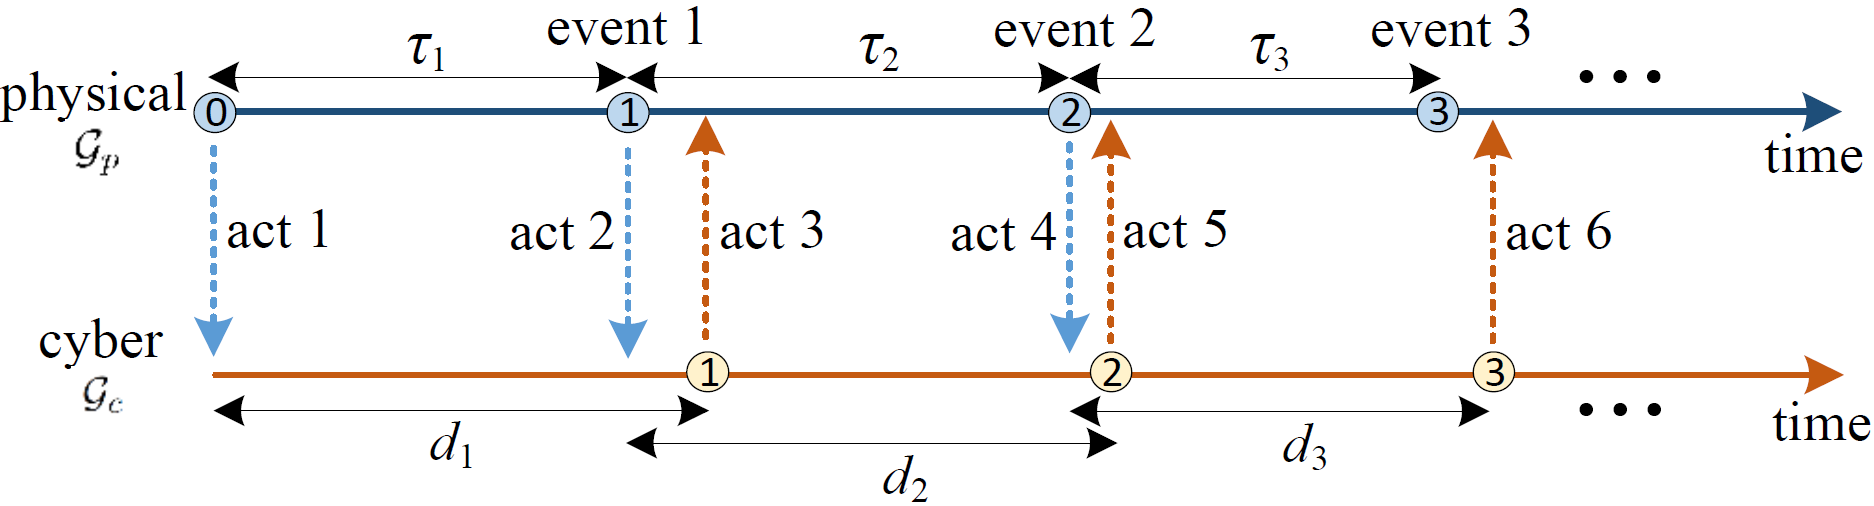 event 1 event 2 event 3
τ1 τ2 τ3 • • •
physical 0 1 2 3
𝒢p time
act 1 act 2 act 3 act 4 act 5 act 6
cyber 1 2 3
𝒢c • • •
d1 d2 d3 time